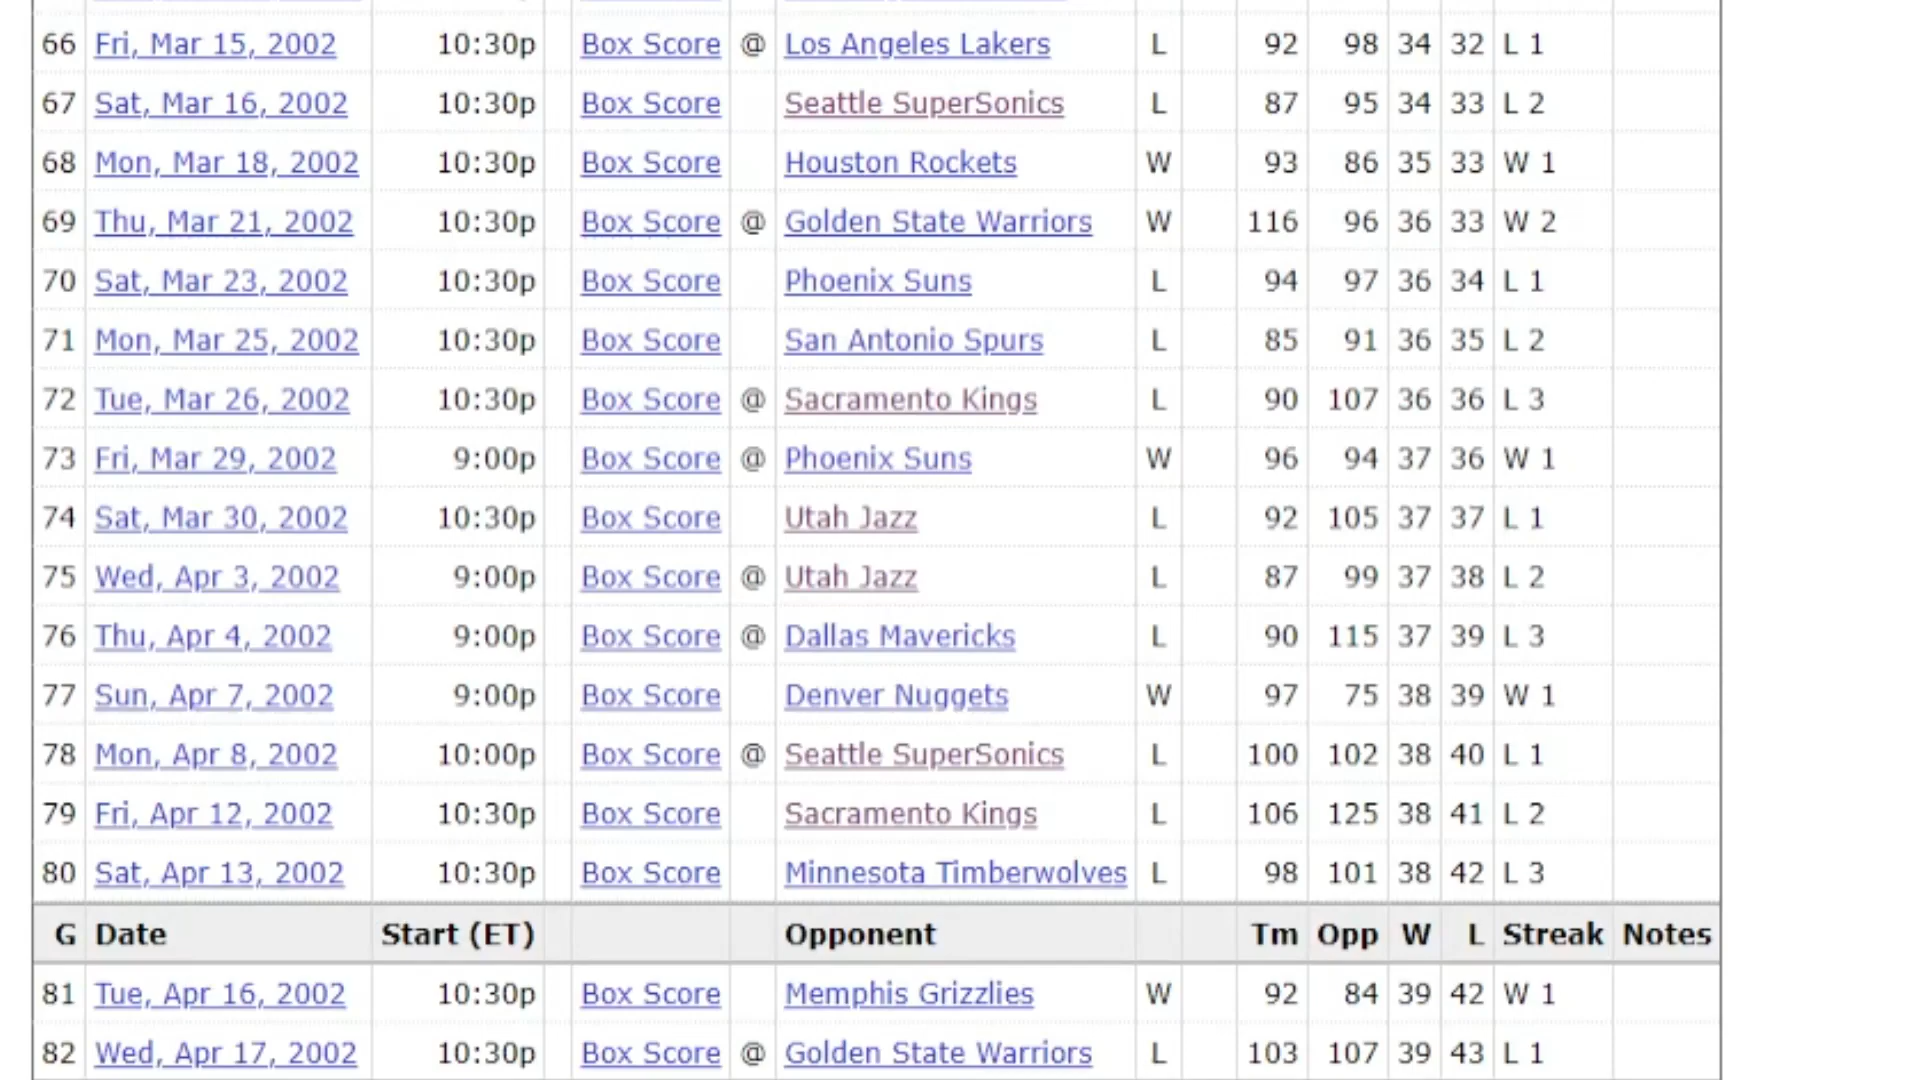 66 Fri, Mar 15, 2002 10:30p Box Score @ Los Angeles Lakers L 92 98 34 32 L 1
67 Sat, Mar 16, 2002 10:30p Box Score Seattle SuperSonics L 87 95 34 33 L 2
68 Mon, Mar 18, 2002 10:30p Box Score Houston Rockets W 93 86 35 33 W 1
69 Thu, Mar 21, 2002 10:30p Box Score @ Golden State Warriors W 116 96 36 33 W 2
70 Sat, Mar 23, 2002 10:30p Box Score Phoenix Suns L 94 97 36 34 L 1
71 Mon, Mar 25, 2002 10:30p Box Score San Antonio Spurs L 85 91 36 35 L 2
72 Tue, Mar 26, 2002 10:30p Box Score @ Sacramento Kings L 90 107 36 36 L 3
73 Fri, Mar 29, 2002 9:00p Box Score @ Phoenix Suns W 96 94 37 36 W 1
74 Sat, Mar 30, 2002 10:30p Box Score Utah Jazz L 92 105 37 37 L 1
75 Wed, Apr 3, 2002 9:00p Box Score @ Utah Jazz L 87 99 37 38 L 2
76 Thu, Apr 4, 2002 9:00p Box Score @ Dallas Mavericks L 90 115 37 39 L 3
77 Sun, Apr 7, 2002 9:00p Box Score Denver Nuggets W 97 75 38 39 W 1
78 Mon, Apr 8, 2002 10:00p Box Score @ Seattle SuperSonics L 100 102 38 40 L 1
79 Fri, Apr 12, 2002 10:30p Box Score Sacramento Kings L 106 125 38 41 L 2
80 Sat, Apr 13, 2002 10:30p Box Score Minnesota Timberwolves L 98 101 38 42 L 3
G Date Start (ET) Opponent Tm Opp W L Streak Notes
81 Tue, Apr 16, 2002 10:30p Box Score Memphis Grizzlies W 92 84 39 42 W 1
82 Wed, Apr 17, 2002 10:30p Box Score @ Golden State Warriors L 103 107 39 43 L 1